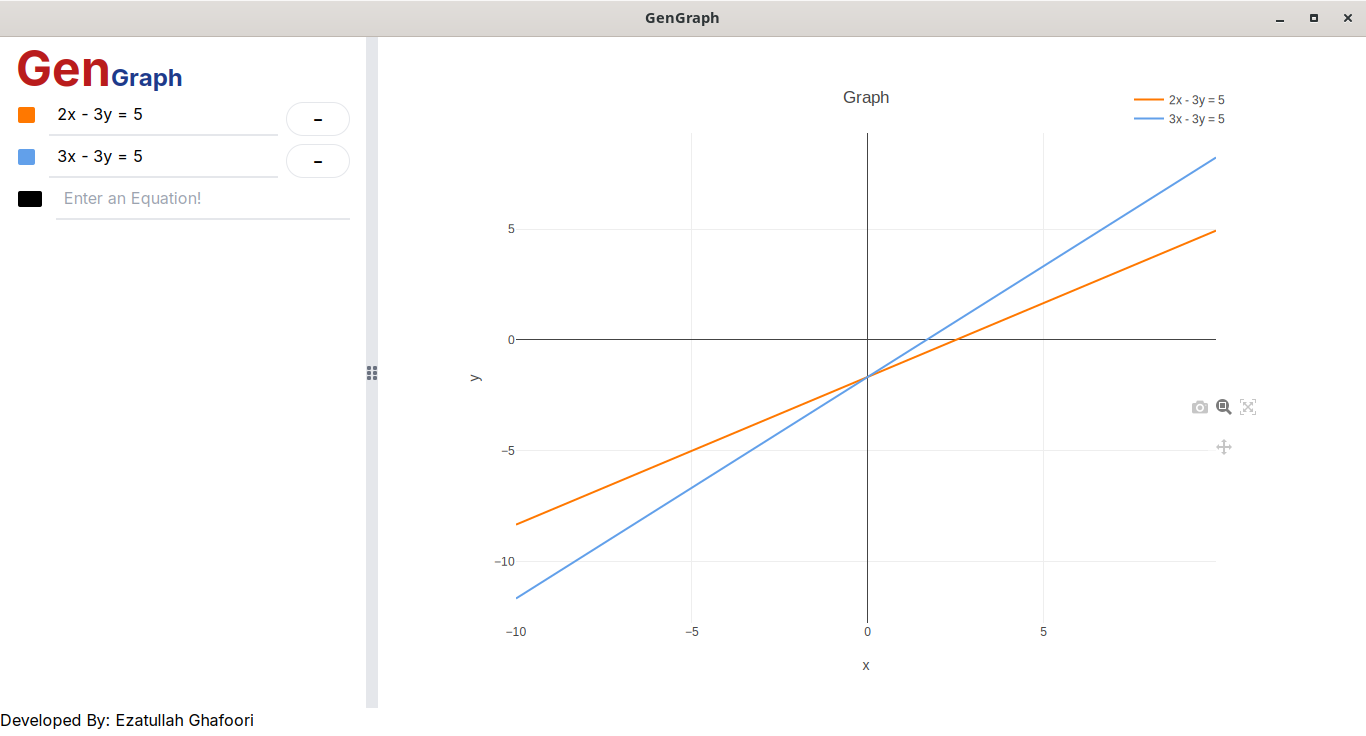 GenGraph
GenGraph
2x - 3y = 5
–
3x - 3y = 5
–
Enter an Equation!
Graph
2x - 3y = 5
3x - 3y = 5
5
0
−5
−10
y
−10
−5
0
5
x
Developed By: Ezatullah Ghafoori